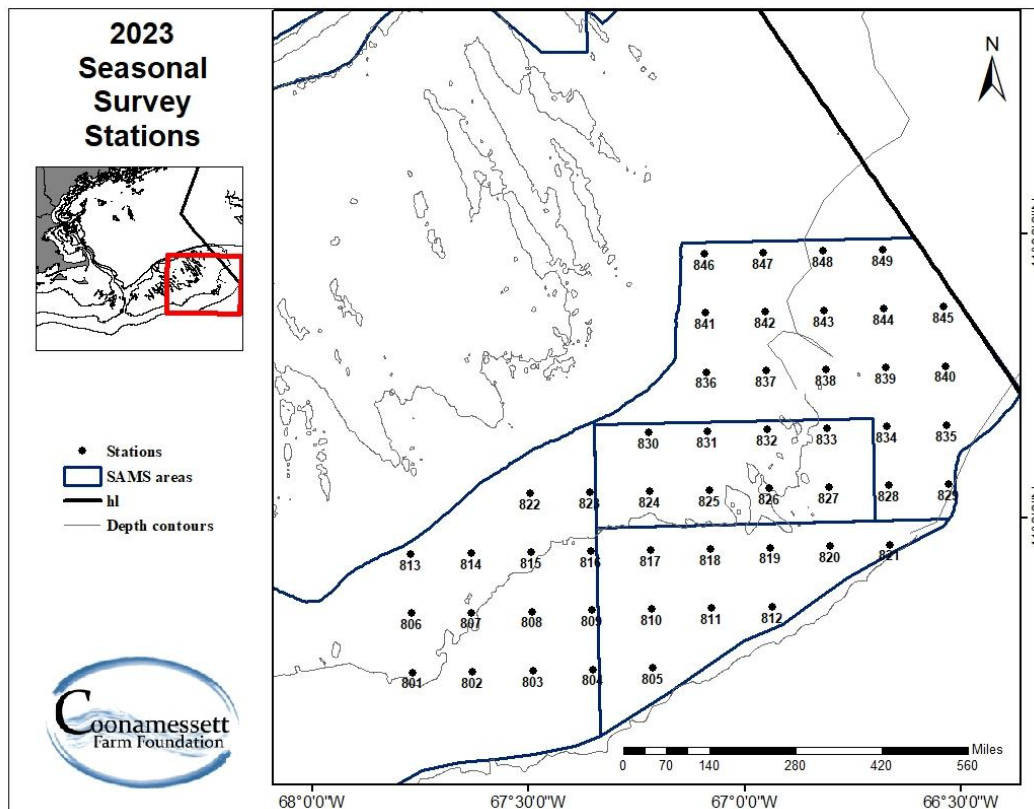 2023
Seasonal
Survey
Stations
N
846 847 848 849
841 842 843 844 845
836 837 838 839 840
830 831 832 833 834 835
822 823 824 825 826 827 828 829
813 814 815 816 817 818 819 820 821
806 807 808 809 810 811 812
801 802 803 804 805
Stations
SAMS areas
hl
Depth contours
Coonamessett
Farm Foundation
Miles
0 70 140 280 420 560
68°0'0"W 67°30'0"W 67°0'0"W 66°30'0"W